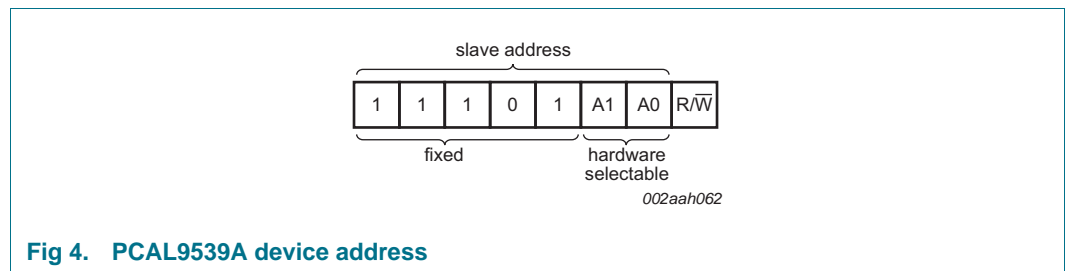 slave address
1 1 1 0 1 A1 A0 R/W̅
fixed
hardware
selectable
002aah062
Fig 4. PCAL9539A device address